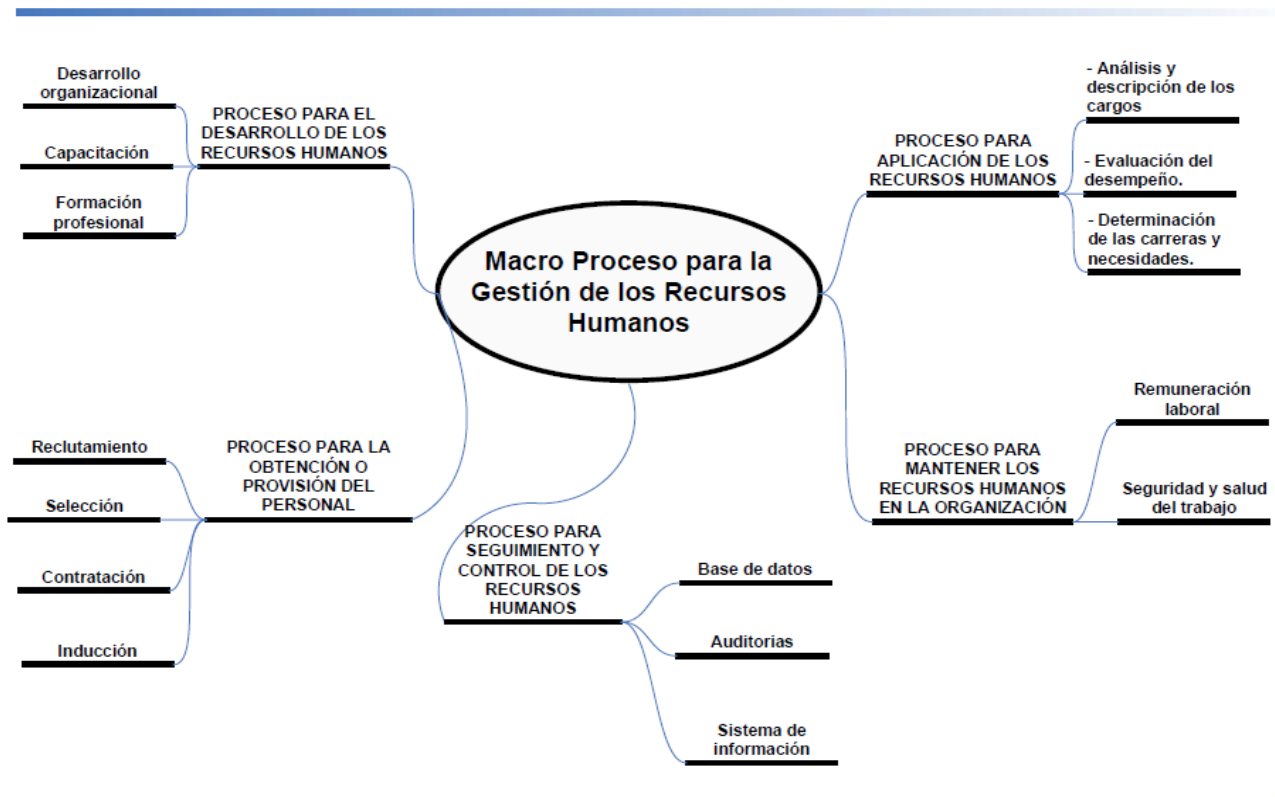 Desarrollo
organizacional
Capacitación
Formación
profesional
PROCESO PARA EL
DESARROLLO DE LOS
RECURSOS HUMANOS
Macro Proceso para la
Gestión de los Recursos
Humanos
PROCESO PARA
APLICACIÓN DE LOS
RECURSOS HUMANOS
- Análisis y
descripción de los
cargos
- Evaluación del
desempeño.
- Determinación
de las carreras y
necesidades.
Reclutamiento
Selección
Contratación
Inducción
PROCESO PARA LA
OBTENCIÓN O
PROVISIÓN DEL
PERSONAL
PROCESO PARA
SEGUIMIENTO Y
CONTROL DE LOS
RECURSOS
HUMANOS
Base de datos
Auditorias
Sistema de
información
PROCESO PARA
MANTENER LOS
RECURSOS HUMANOS
EN LA ORGANIZACIÓN
Remuneración
laboral
Seguridad y salud
del trabajo